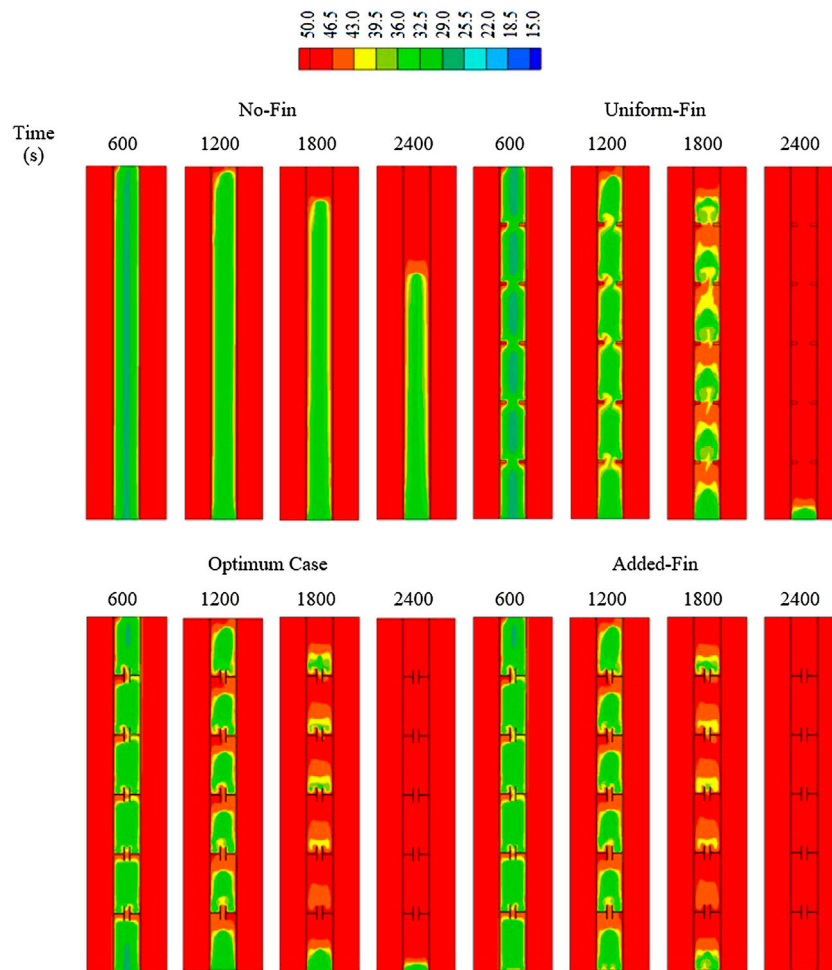 50.0 46.5 43.0 39.5 36.0 32.5 29.0 25.5 22.0 18.5 15.0
No-Fin Uniform-Fin
Time
(s)
600 1200 1800 2400 600 1200 1800 2400
Optimum Case Added-Fin
600 1200 1800 2400 600 1200 1800 2400